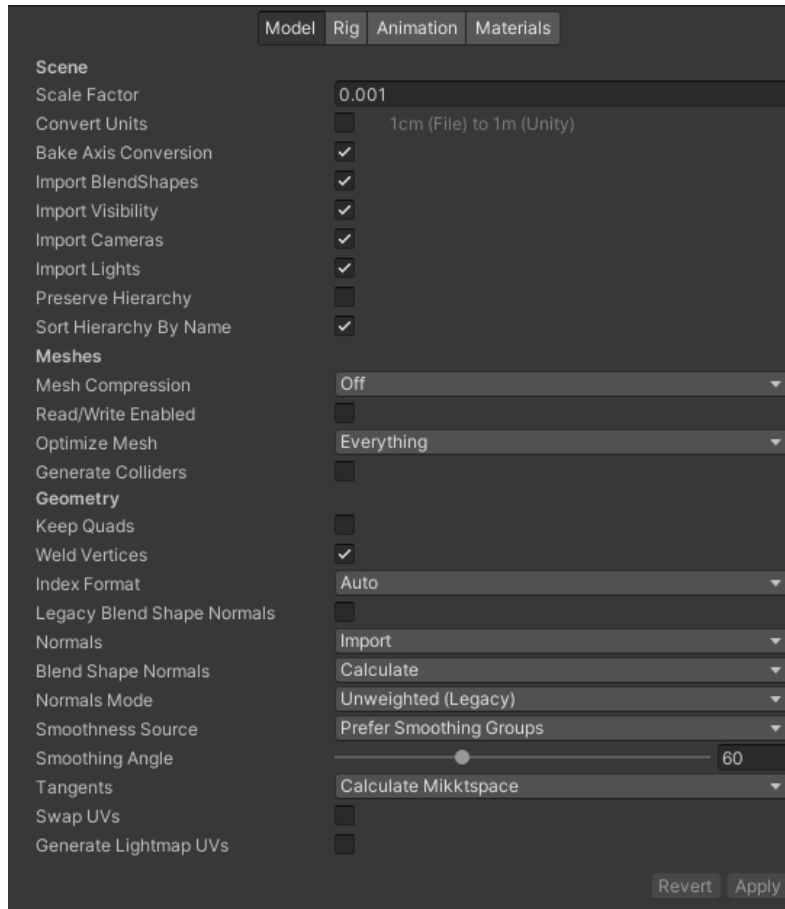 Model Rig Animation Materials
Scene
Scale Factor 0.001
Convert Units 1cm (File) to 1m (Unity)
Bake Axis Conversion
Import BlendShapes
Import Visibility
Import Cameras
Import Lights
Preserve Hierarchy
Sort Hierarchy By Name
Meshes
Mesh Compression Off
Read/Write Enabled
Optimize Mesh Everything
Generate Colliders
Geometry
Keep Quads
Weld Vertices
Index Format Auto
Legacy Blend Shape Normals
Normals Import
Blend Shape Normals Calculate
Normals Mode Unweighted (Legacy)
Smoothness Source Prefer Smoothing Groups
Smoothing Angle 60
Tangents Calculate Mikktspace
Swap UVs
Generate Lightmap UVs
Revert Apply